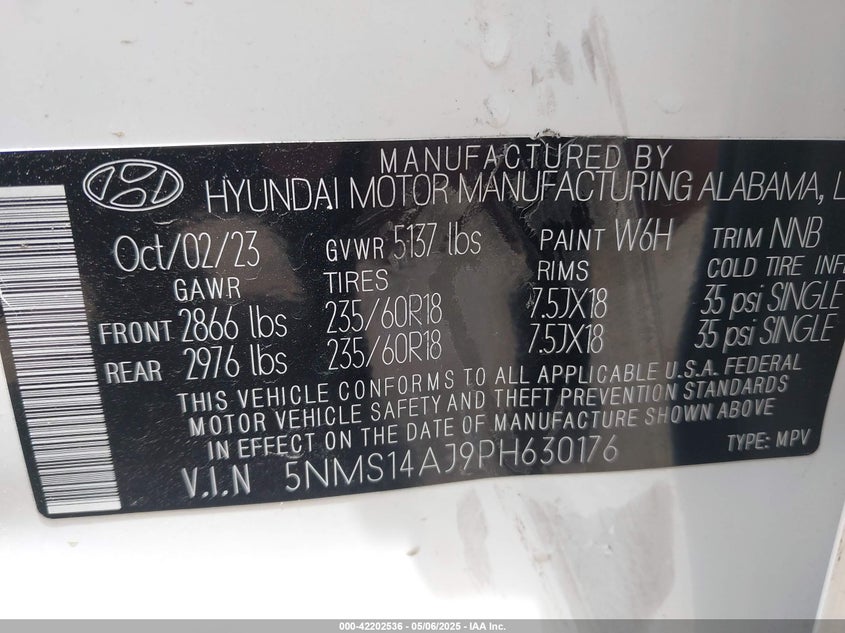 MANUFACTURED BY
HYUNDAI MOTOR MANUFACTURING ALABAMA, L
Oct/02/23 GVWR 5137 lbs PAINT W6H TRIM NNB
GAWR TIRES RIMS COLD TIRE INFL
FRONT 2866 lbs 235/60R18 7.5JX18 35 psi SINGLE
REAR 2976 lbs 235/60R18 7.5JX18 35 psi SINGLE
THIS VEHICLE CONFORMS TO ALL APPLICABLE U.S.A. FEDERAL
MOTOR VEHICLE SAFETY AND THEFT PREVENTION STANDARDS
IN EFFECT ON THE DATE OF MANUFACTURE SHOWN ABOVE
V.I.N 5NMS14AJ9PH630176 TYPE: MPV
000-42202536 - 05/06/2025 - IAA Inc.